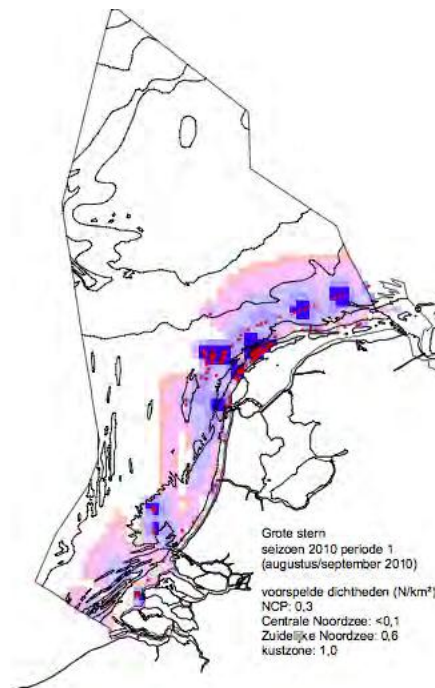 Grote stern
seizoen 2010 periode 1
(augustus/september 2010)
voorspelde dichtheden (N/km²)
NCP: 0,3
Centrale Noordzee: <0,1
Zuidelijke Noordzee: 0,6
kustzone: 1,0